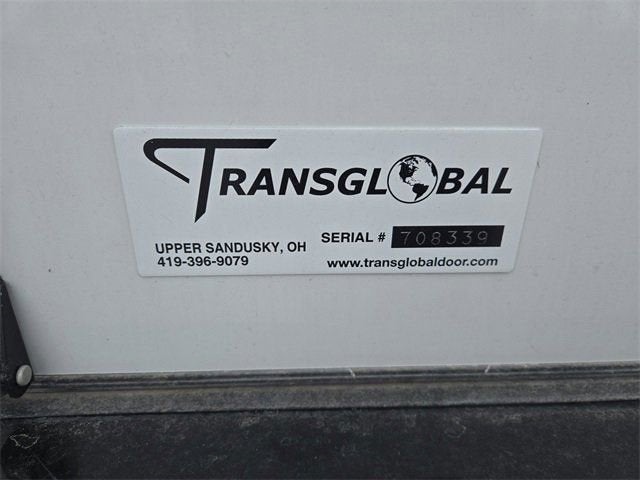 TRANSGLOBAL
UPPER SANDUSKY, OH
419-396-9079
SERIAL # 708339
www.transglobaldoor.com